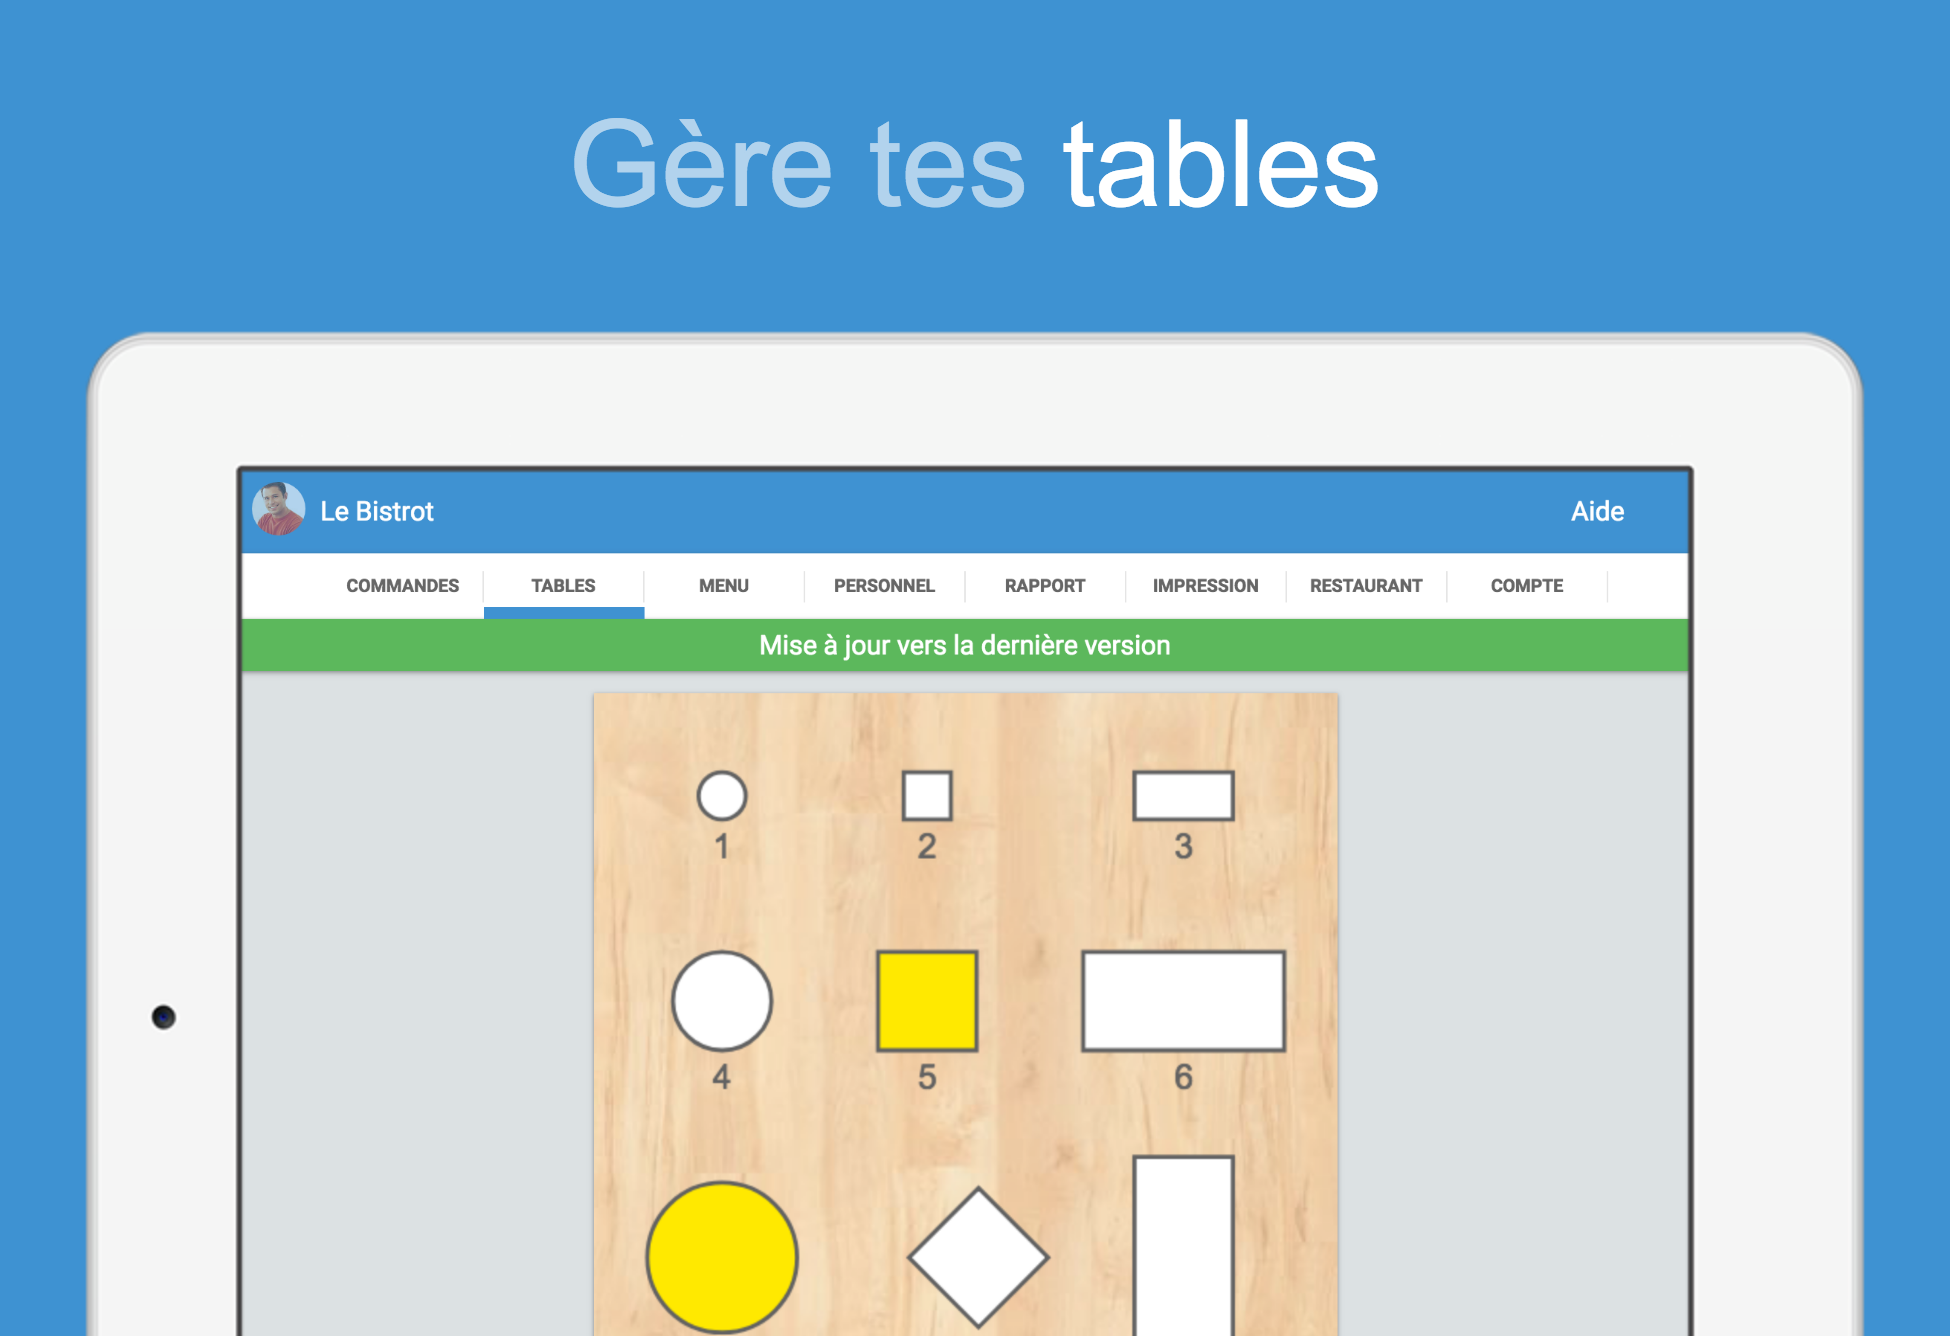 Gère tes tables
Le Bistrot
Aide
COMMANDES
TABLES
MENU
PERSONNEL
RAPPORT
IMPRESSION
RESTAURANT
COMPTE
Mise à jour vers la dernière version
1
2
3
4
5
6